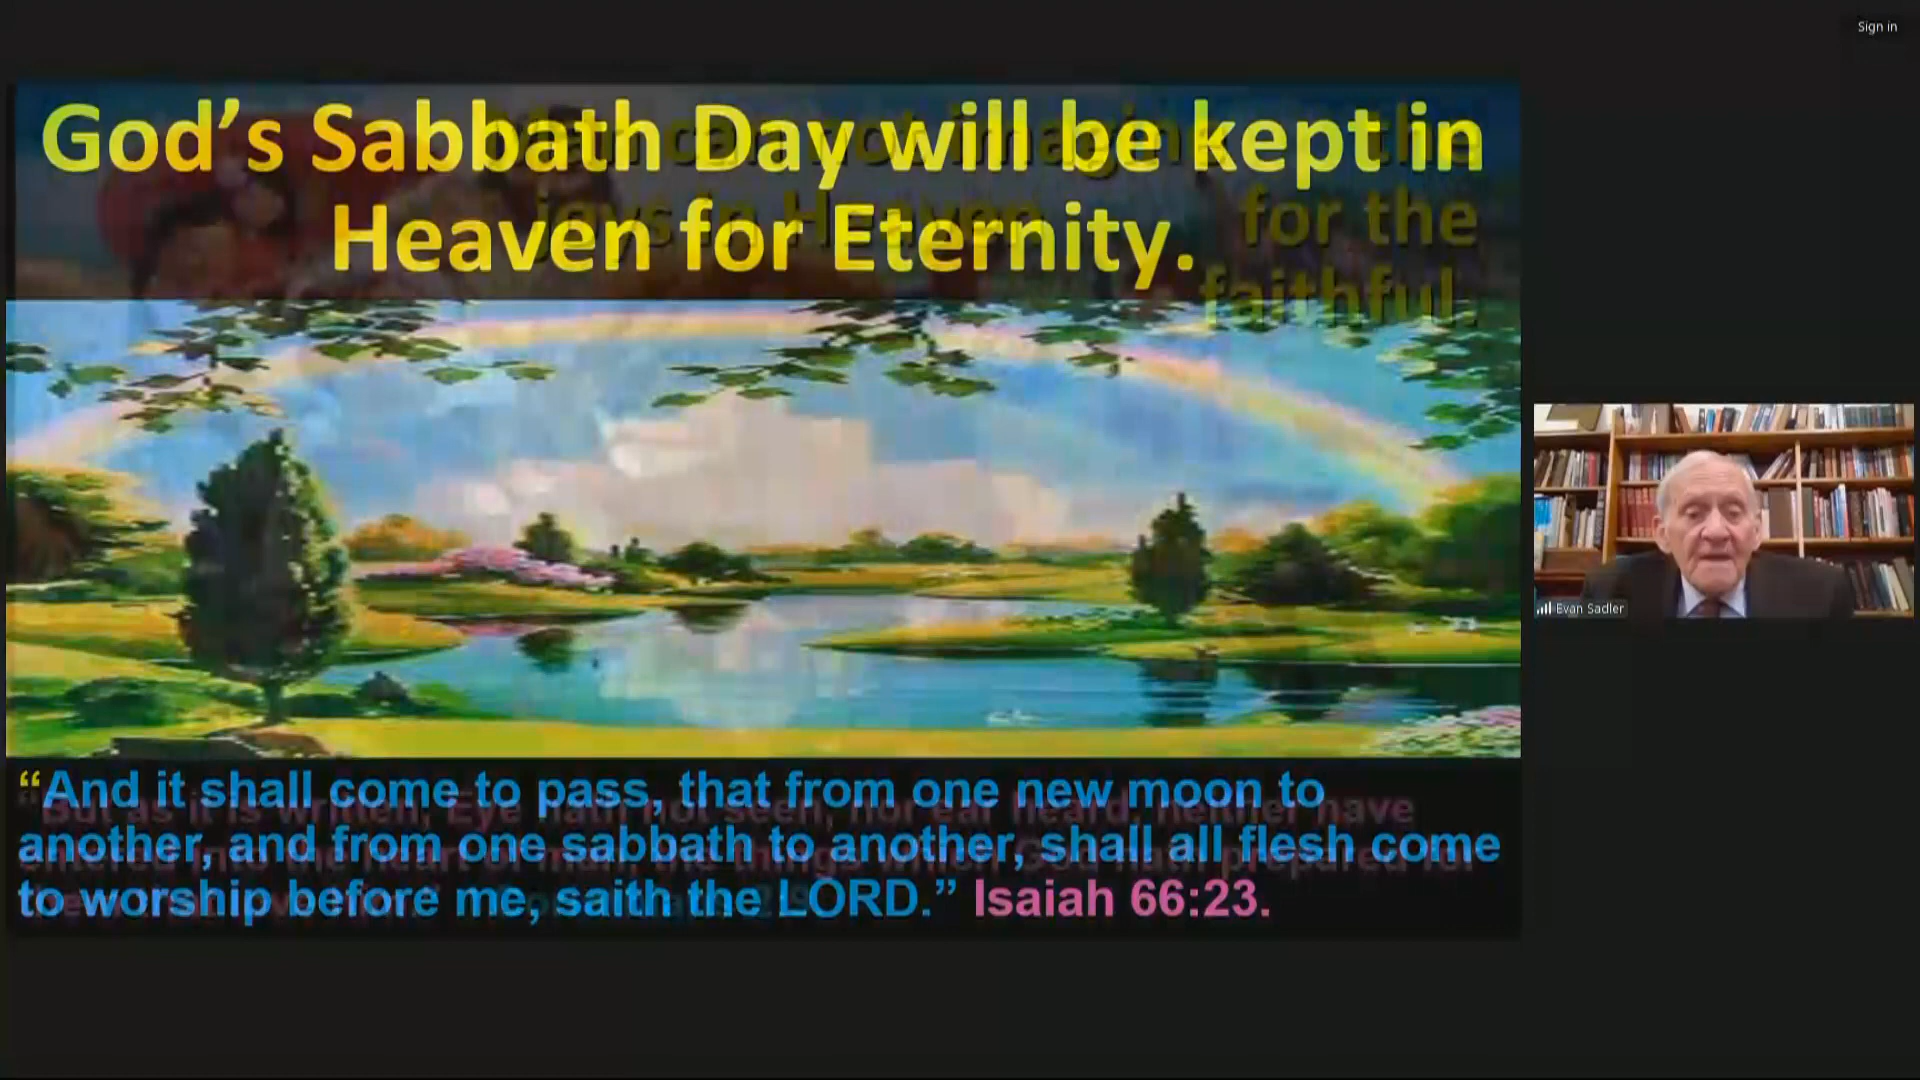 Sign in
God’s Sabbath Day will be kept in
Heaven for Eternity.
for the
faithful.
“And it shall come to pass, that from one new moon to
another, and from one sabbath to another, shall all flesh come
to worship before me, saith the LORD.” Isaiah 66:23.
Evan Sadler